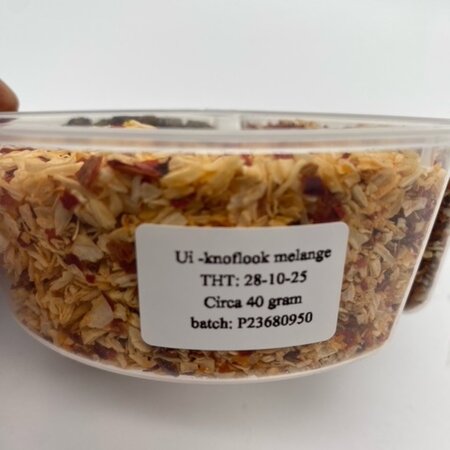 Ui -knoflook melange
THT: 28-10-25
Circa 40 gram
batch: P23680950